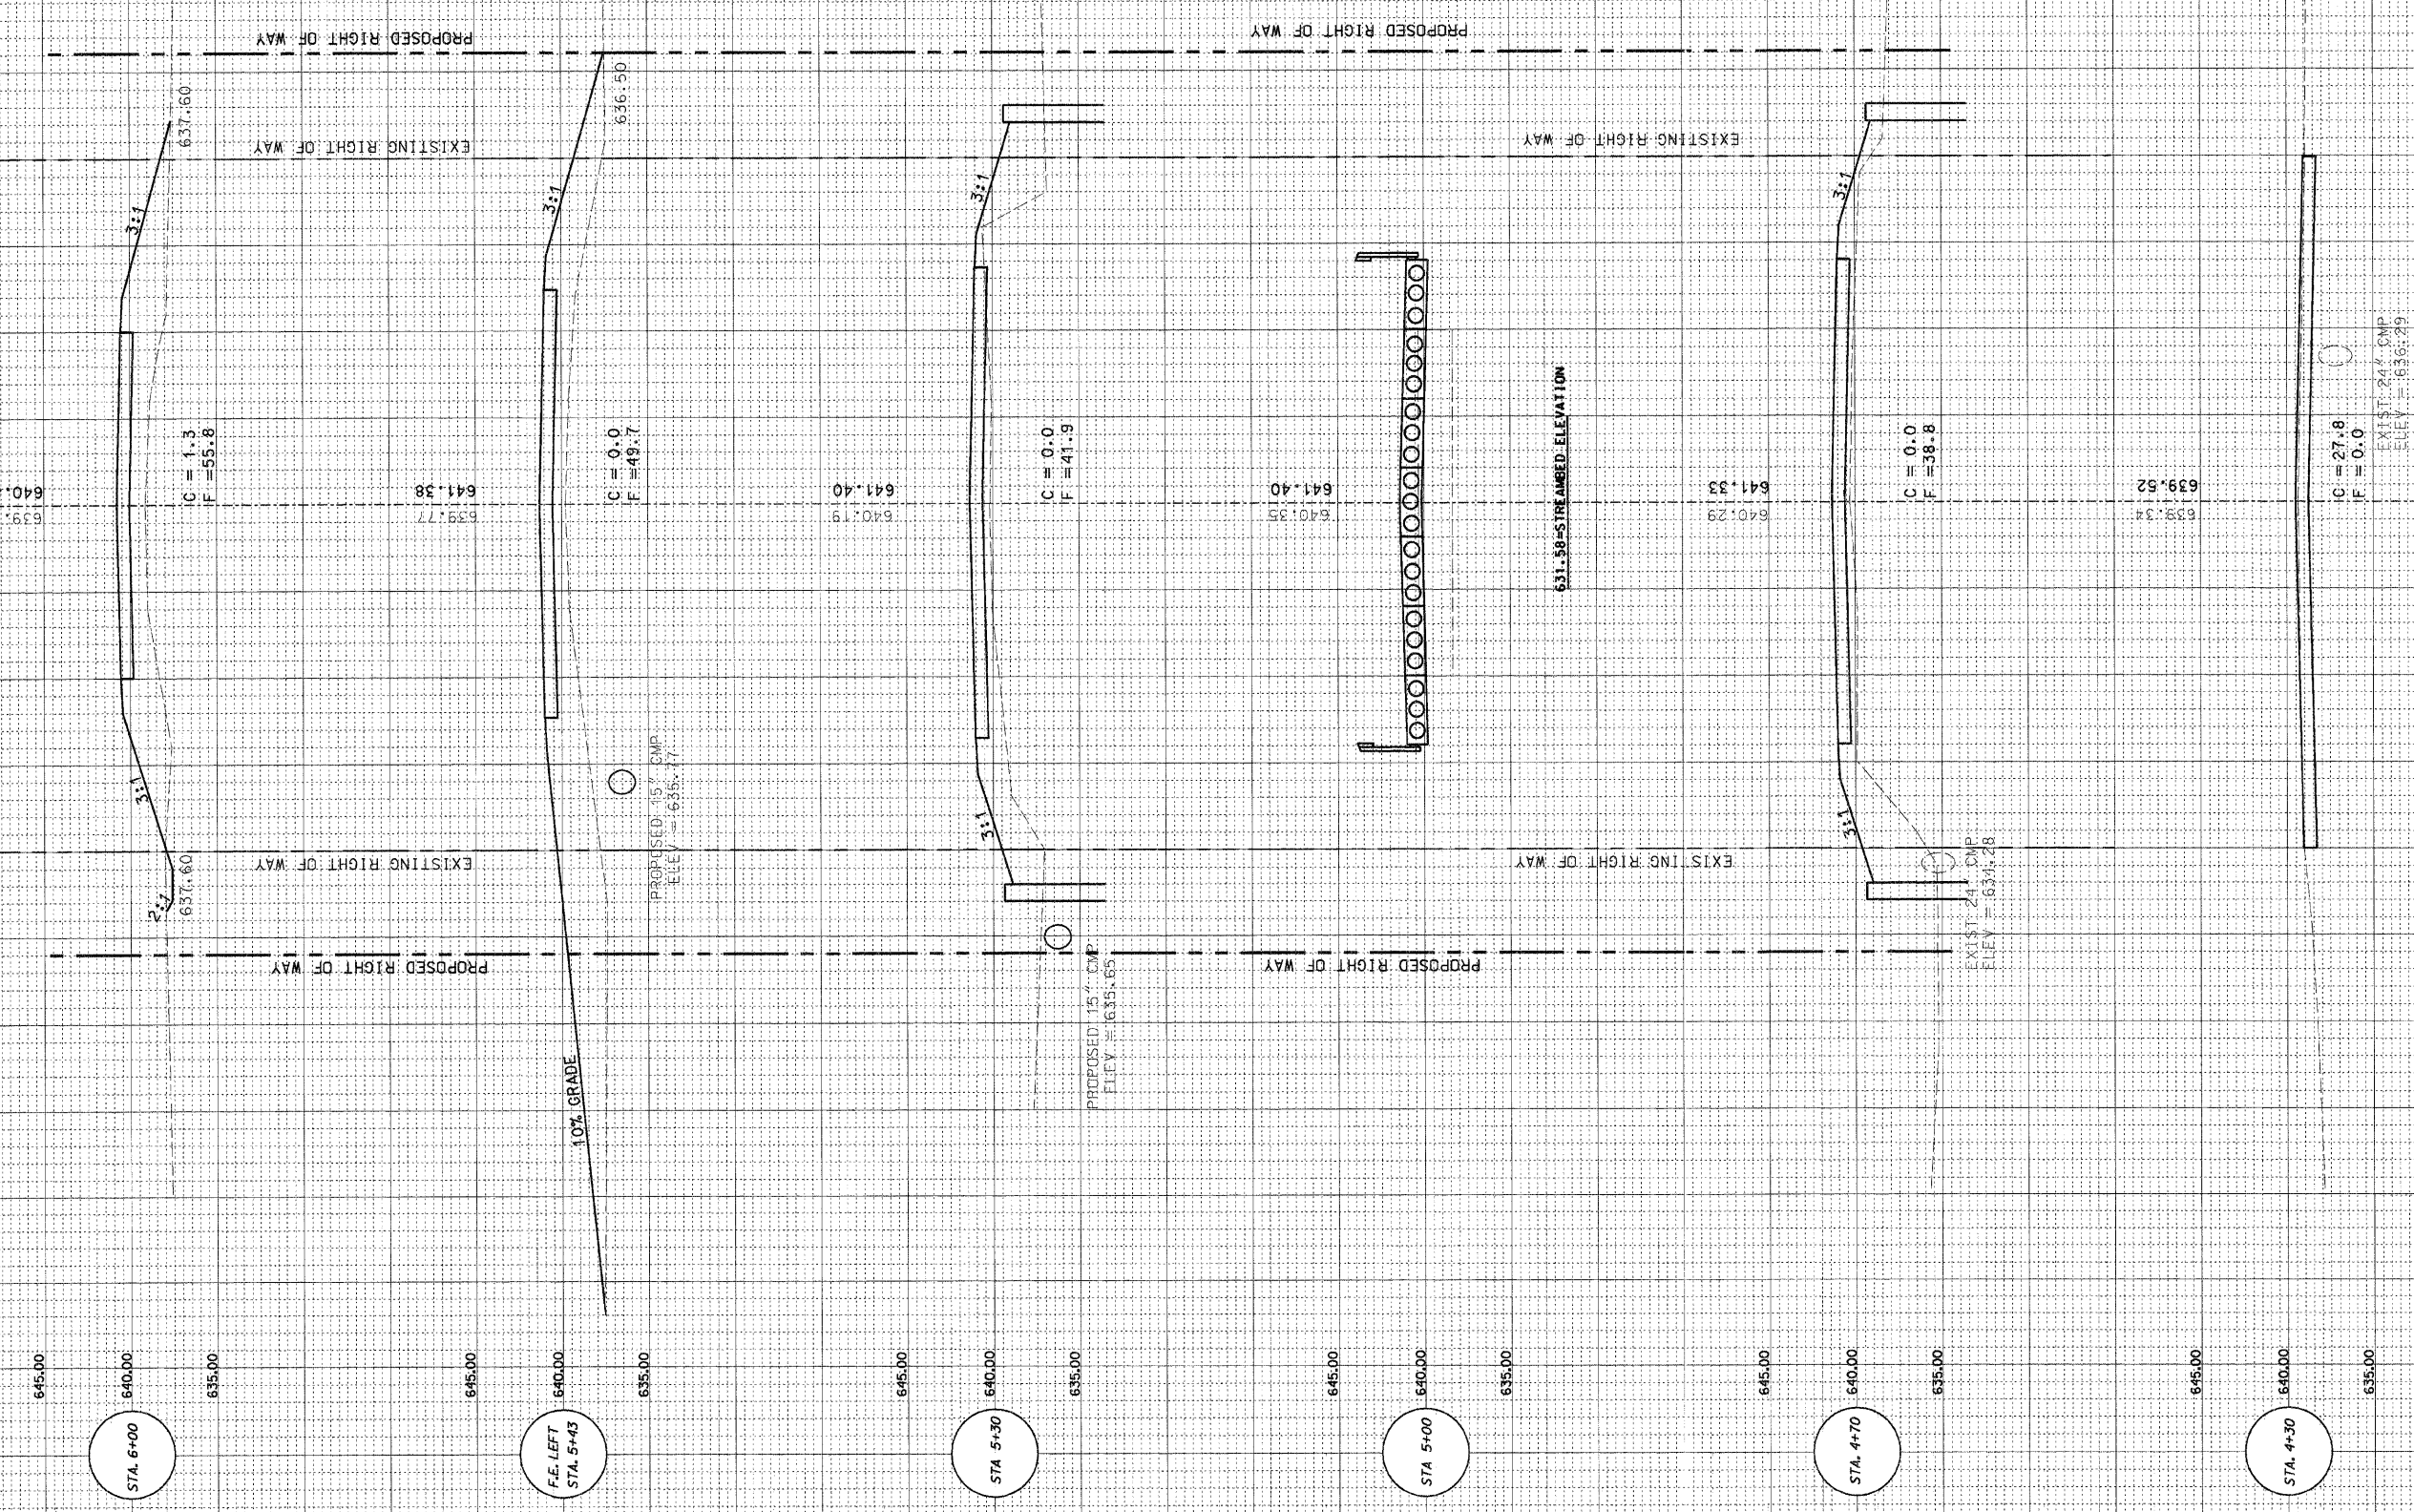 STA. 6+00
645.00
640.00
635.00
PROPOSED RIGHT OF WAY
EXISTING RIGHT OF WAY
637.60
3:1
C = 1.3
F =55.8
3:1
2:1
637.60
EXISTING RIGHT OF WAY
PROPOSED RIGHT OF WAY
F.E. LEFT
STA. 5+43
645.00
640.00
635.00
636.50
3:1
641.38
639.77
C = 0.0
F =49.7
PROPOSED 15" CMP
ELEV = 635.77
10% GRADE
STA 5+30
645.00
640.00
635.00
3:1
641.40
640.19
C = 0.0
F =41.9
3:1
PROPOSED 15" CMP
ELEV = 635.65
STA 5+00
645.00
640.00
635.00
PROPOSED RIGHT OF WAY
EXISTING RIGHT OF WAY
641.40
640.35
631.58=STREAMBED ELEVATION
EXISTING RIGHT OF WAY
PROPOSED RIGHT OF WAY
STA. 4+70
645.00
640.00
635.00
3:1
641.33
640.29
C = 0.0
F =38.8
3:1
EXIST 24" CMP
ELEV = 634.28
STA. 4+30
645.00
640.00
635.00
639.52
639.34
C =27.8
F = 0.0
EXIST 24" CMP
ELEV = 636.29